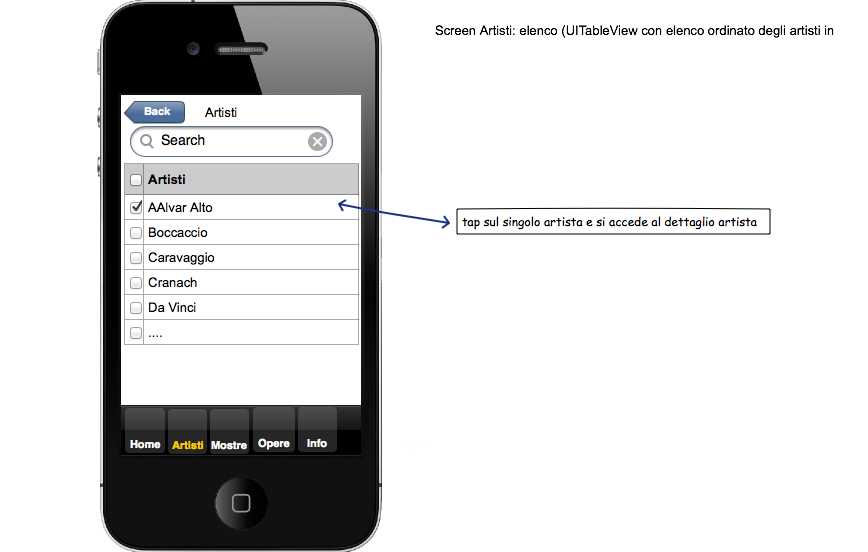 Screen Artisti: elenco (UITableView con elenco ordinato degli artisti in
Back
Artisti
Search
Artisti
AAlvar Alto
Boccaccio
Caravaggio
Cranach
Da Vinci
....
tap sul singolo artista e si accede al dettaglio artista
Home Artisti Mostre Opere Info